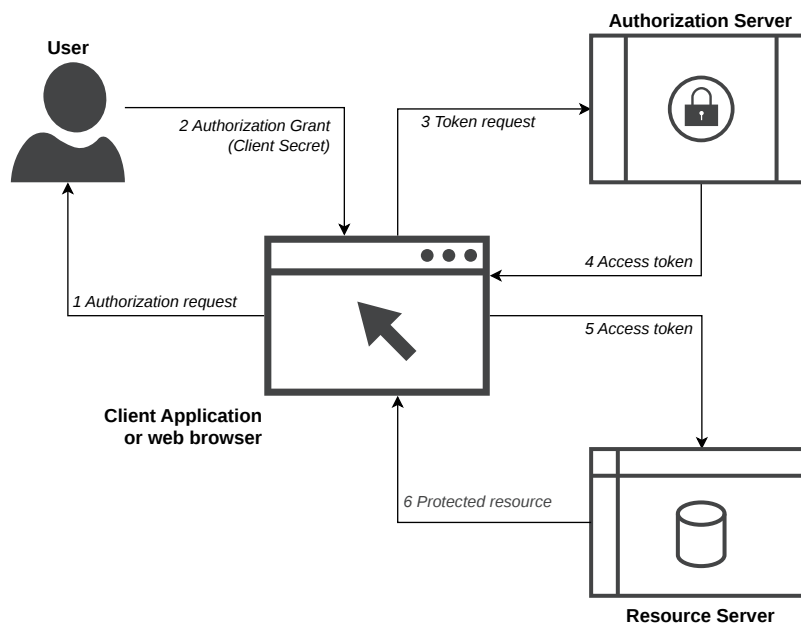 Authorization Server
User
2 Authorization Grant
(Client Secret)
3 Token request
4 Access token
1 Authorization request
5 Access token
Client Application
or web browser
6 Protected resource
Resource Server